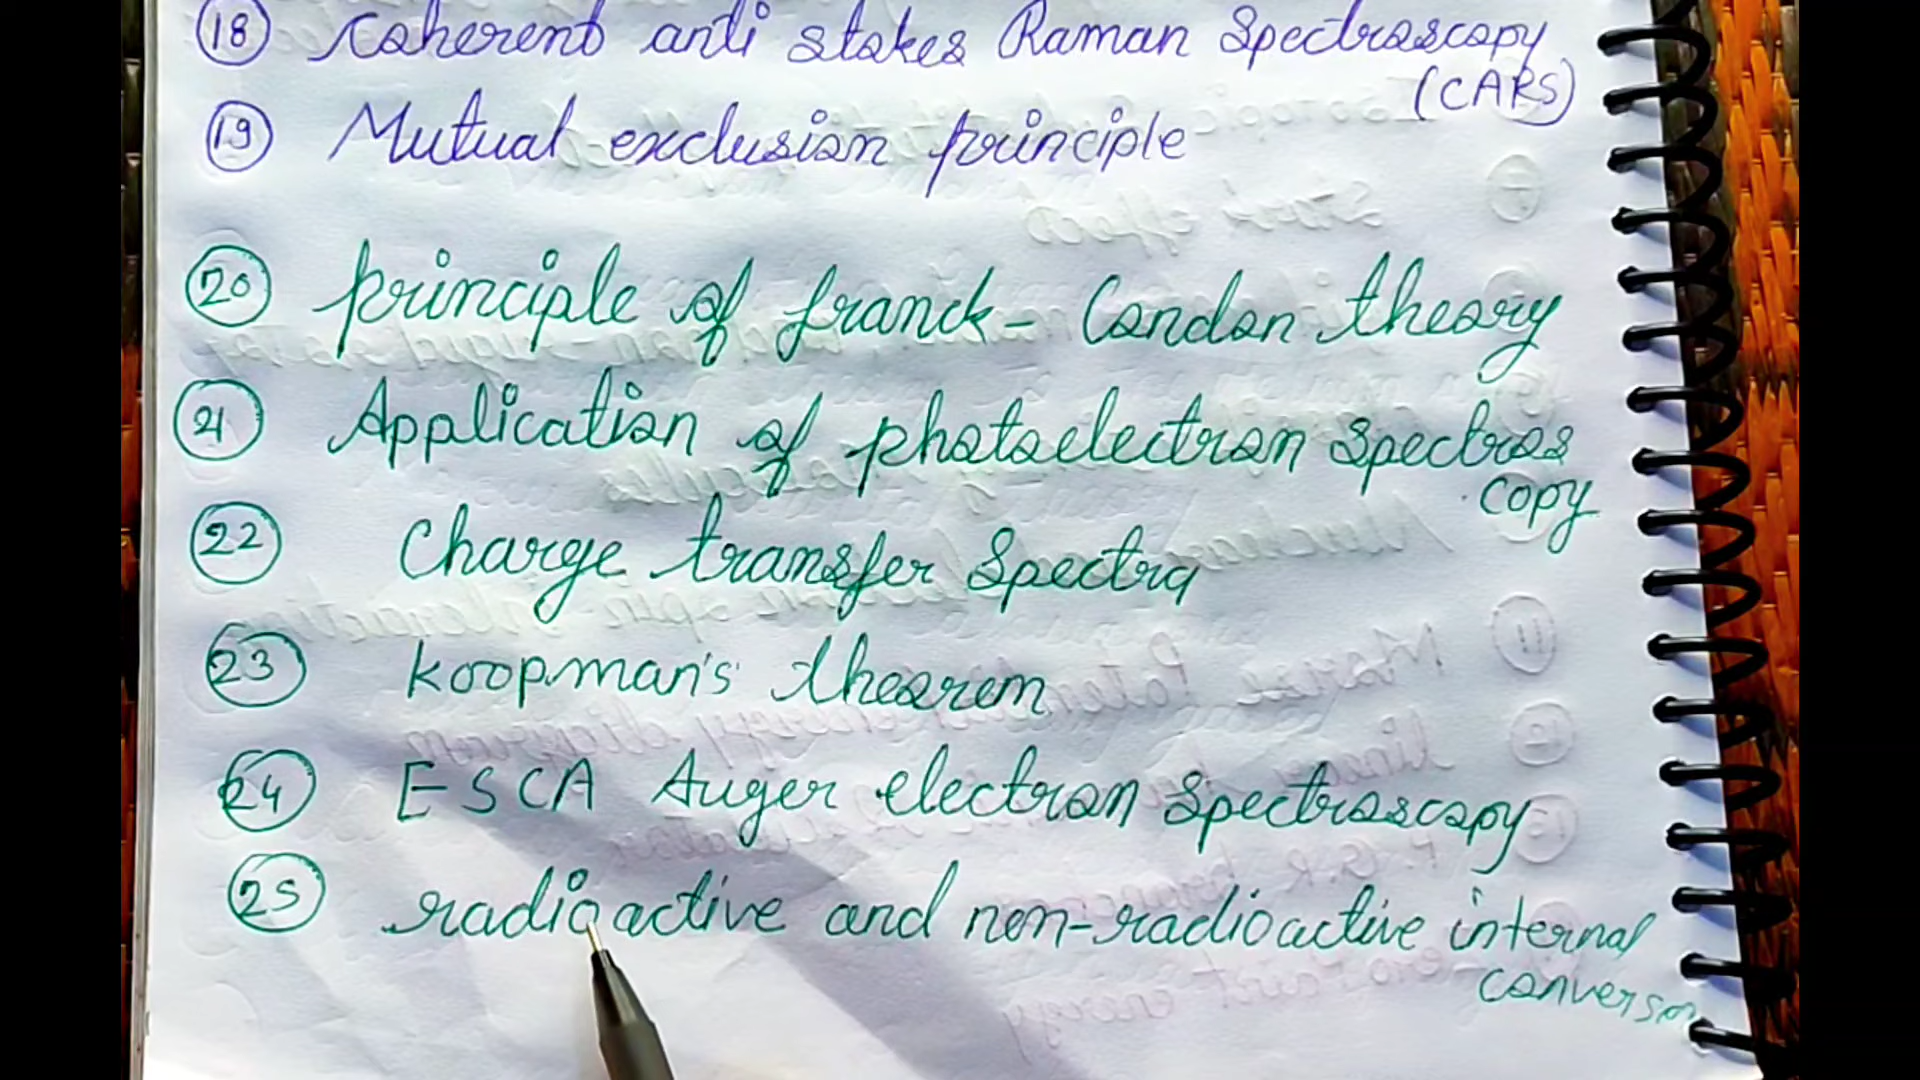 18 Coherent anti stokes Raman Spectroscopy
(CARS)
19 Mutual exclusion principle
20 principle of franck - Condon theory
21 Application of photoelectron spectros
copy
22 Charge transfer Spectra
23 koopman's theorem
24 ESCA Auger electron spectroscopy
25 radioactive and non-radioactive internal
converson